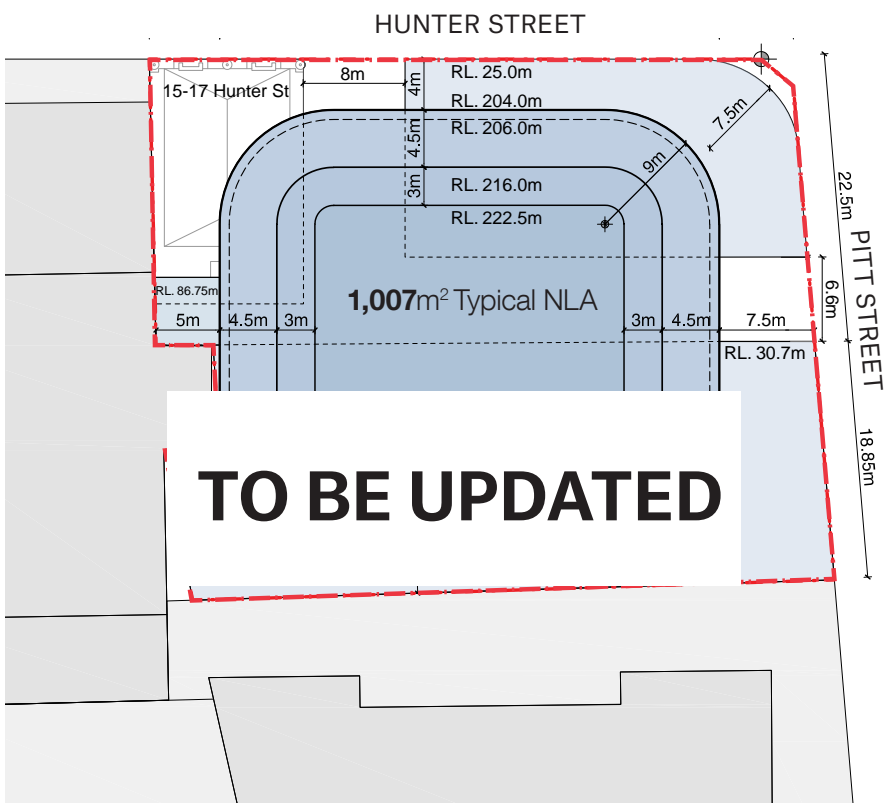 HUNTER STREET
15-17 Hunter St
8m
4m
RL. 25.0m
RL. 204.0m
4.5m
RL. 206.0m
7.5m
9m
3m
RL. 216.0m
RL. 222.5m
22.5m
PITT STREET
RL. 86.75m
1,007m² Typical NLA
6.6m
5m
4.5m
3m
3m
4.5m
7.5m
RL. 30.7m
18.85m
TO BE UPDATED